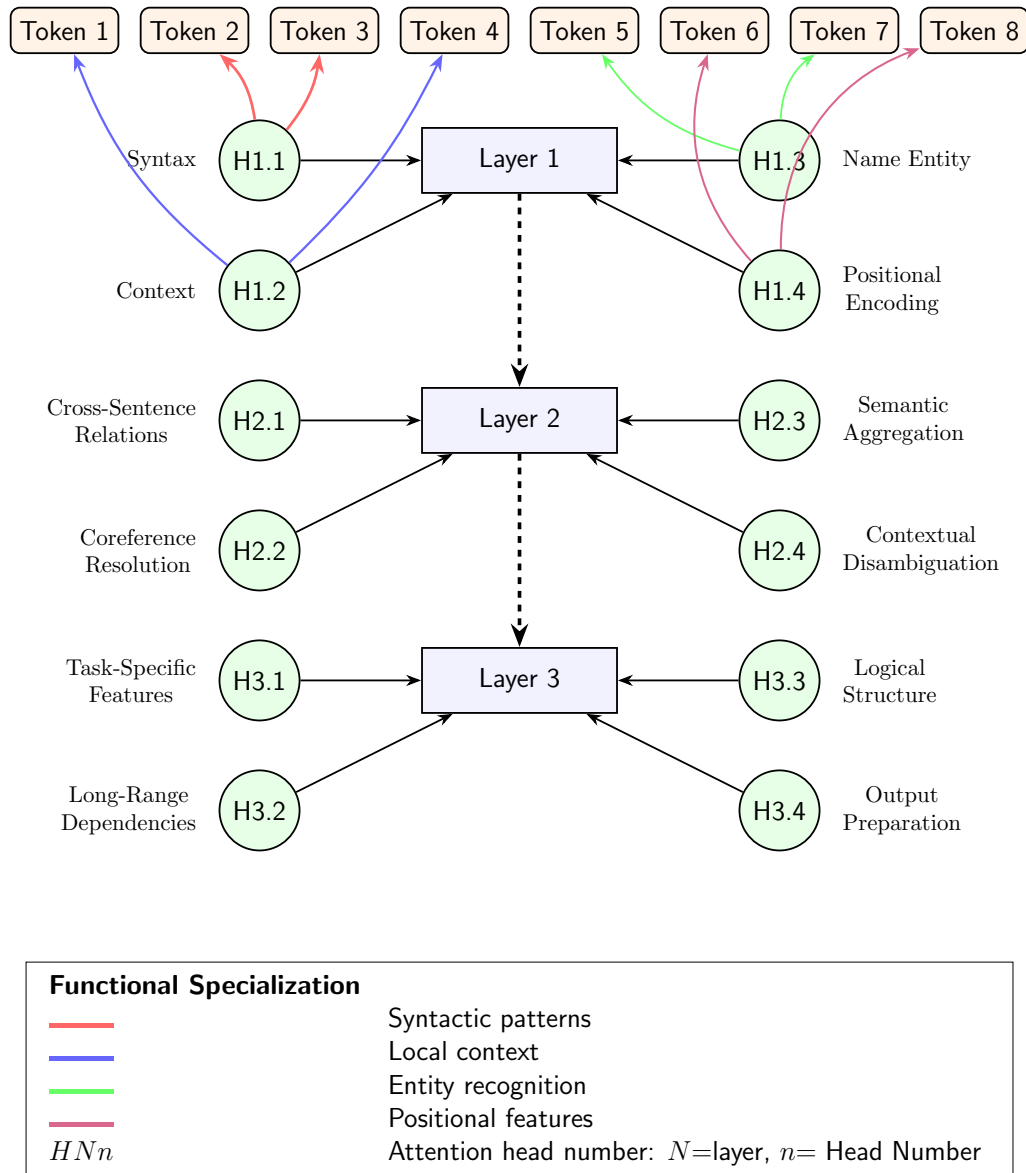 Token 1
Token 2
Token 3
Token 4
Token 5
Token 6
Token 7
Token 8
Syntax
H1.1
Layer 1
H1.3
Name Entity
Context
H1.2
H1.4
Positional
Encoding
Cross-Sentence
Relations
H2.1
Layer 2
H2.3
Semantic
Aggregation
Coreference
Resolution
H2.2
H2.4
Contextual
Disambiguation
Task-Specific
Features
H3.1
Layer 3
H3.3
Logical
Structure
Long-Range
Dependencies
H3.2
H3.4
Output
Preparation
Functional Specialization
Syntactic patterns
Local context
Entity recognition
Positional features
HNn Attention head number: N=layer, n= Head Number